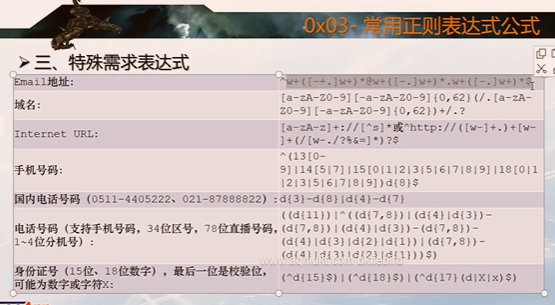 0x03- 常用正则表达式公式
三、特殊需求表达式
Email地址:
^w+([-+.]w+)*@w+([-.]w+)*.w+([-.]w+)*$
域名:
[a-zA-Z0-9][-a-zA-Z0-9]{0,62}(/.[a-zA-
Z0-9][-a-zA-Z0-9]{0,62})+/.?
Internet URL:
[a-zA-z]+://[^s]*或^http://([w-]+.)+[w-
]+(/[w-./?%&=]*)?$
手机号码:
^(13[0-
9]|14[5|7]|15[0|1|2|3|5|6|7|8|9]|18[0|1
|2|3|5|6|7|8|9])d{8}$
国内电话号码（0511-4405222、021-87888822）:
d{3}-d{8}|d{4}-d{7}
电话号码（支持手机号码, 34位区号, 78位直播号码,
1~4位分机号）:
((d{11})|^((d{7,8})|(d{4}|d{3})-
(d{7,8})|(d{4}|d{3})-(d{7,8})-
(d{4}|d{3}|d{2}|d{1})|(d{7,8})-
(d{4}|d{3}|d{2}|d{1}))$)
身份证号（15位、18位数字）, 最后一位是校验位,
可能为数字或字符X:
(^d{15}$)|(^d{18}$)|(^d{17}(d|X|x)$)